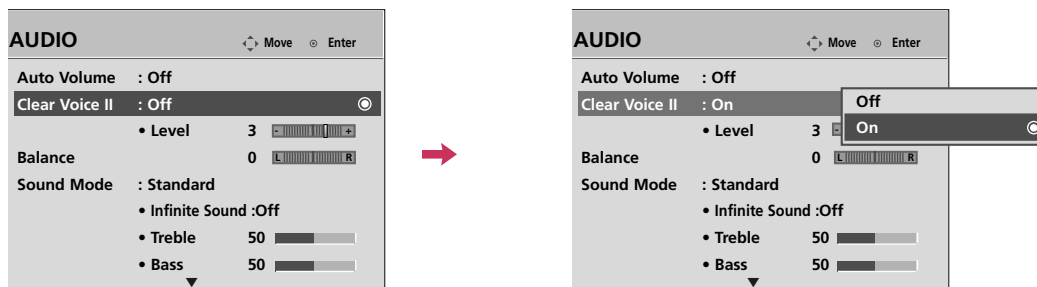 AUDIO Move Enter
Auto Volume : Off
Clear Voice II : Off
• Level 3 - +
Balance 0 L R
Sound Mode : Standard
• Infinite Sound :Off
• Treble 50
• Bass 50
AUDIO Move Enter
Auto Volume : Off
Clear Voice II : On
Off
On
• Level 3 -
Balance 0 L R
Sound Mode : Standard
• Infinite Sound :Off
• Treble 50
• Bass 50